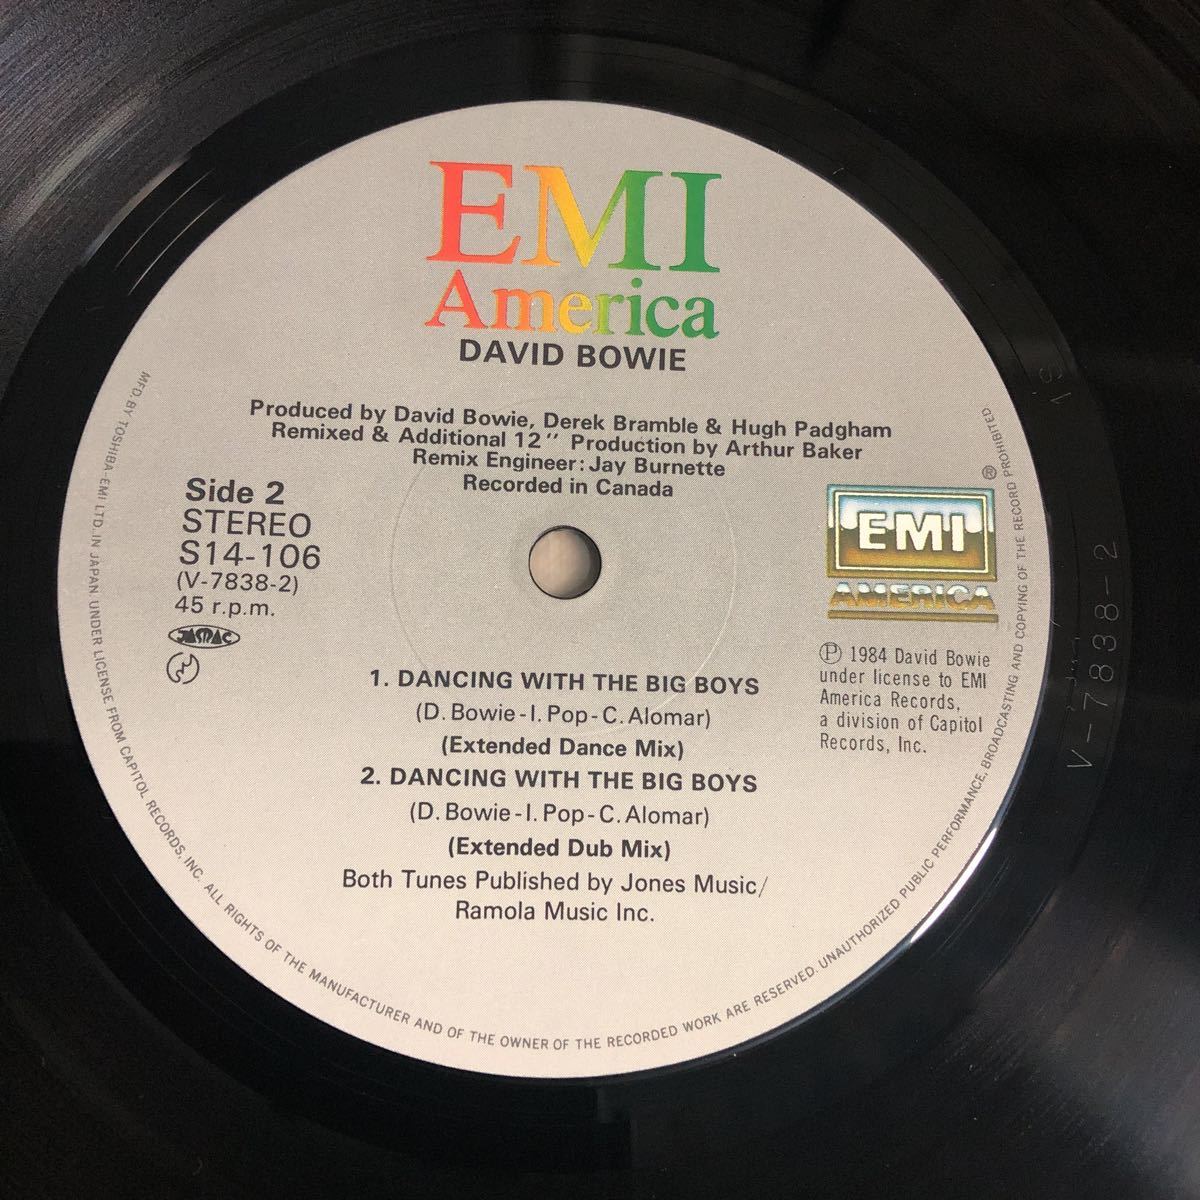 EMI
America
DAVID BOWIE
Produced by David Bowie, Derek Bramble & Hugh Padgham
Remixed & Additional 12″ Production by Arthur Baker
Remix Engineer: Jay Burnette
Recorded in Canada
Side 2
STEREO
S14-106
(V-7838-2)
45 r.p.m.
JASRAC
EMI
AMERICA
Ⓟ 1984 David Bowie
under license to EMI
America Records,
a division of Capitol
Records, Inc.
1. DANCING WITH THE BIG BOYS
(D. Bowie-I. Pop-C. Alomar)
(Extended Dance Mix)
2. DANCING WITH THE BIG BOYS
(D. Bowie-I. Pop-C. Alomar)
(Extended Dub Mix)
Both Tunes Published by Jones Music/
Ramola Music Inc.
MFD. BY TOSHIBA-EMI LTD. IN JAPAN UNDER LICENSE FROM CAPITOL RECORDS, INC. ALL RIGHTS OF THE MANUFACTURER AND OF THE OWNER OF THE RECORDED WORK ARE RESERVED. UNAUTHORIZED PUBLIC PERFORMANCE, BROADCASTING AND COPYING OF THE RECORD PROHIBITED ®
V-7838-2